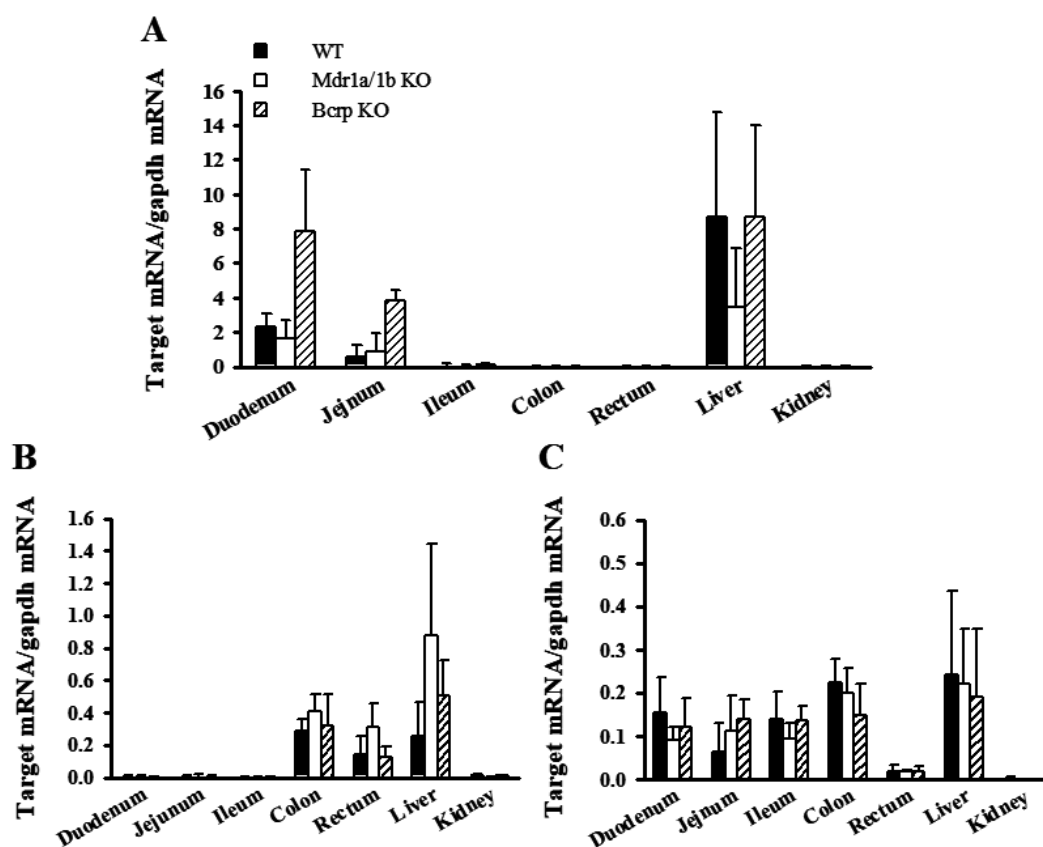 A
WT
Mdr1a/1b KO
Bcrp KO
Target mRNA/gapdh mRNA
16
14
12
10
8
6
4
2
0
Duodenum
Jejnum
Ileum
Colon
Rectum
Liver
Kidney
B
Target mRNA/gapdh mRNA
1.6
1.4
1.2
1.0
0.8
0.6
0.4
0.2
0.0
Duodenum
Jejunum
Ileum
Colon
Rectum
Liver
Kidney
C
Target mRNA/gapdh mRNA
0.6
0.5
0.4
0.3
0.2
0.1
0.0
Duodenum
Jejnum
Ileum
Colon
Rectum
Liver
Kidney